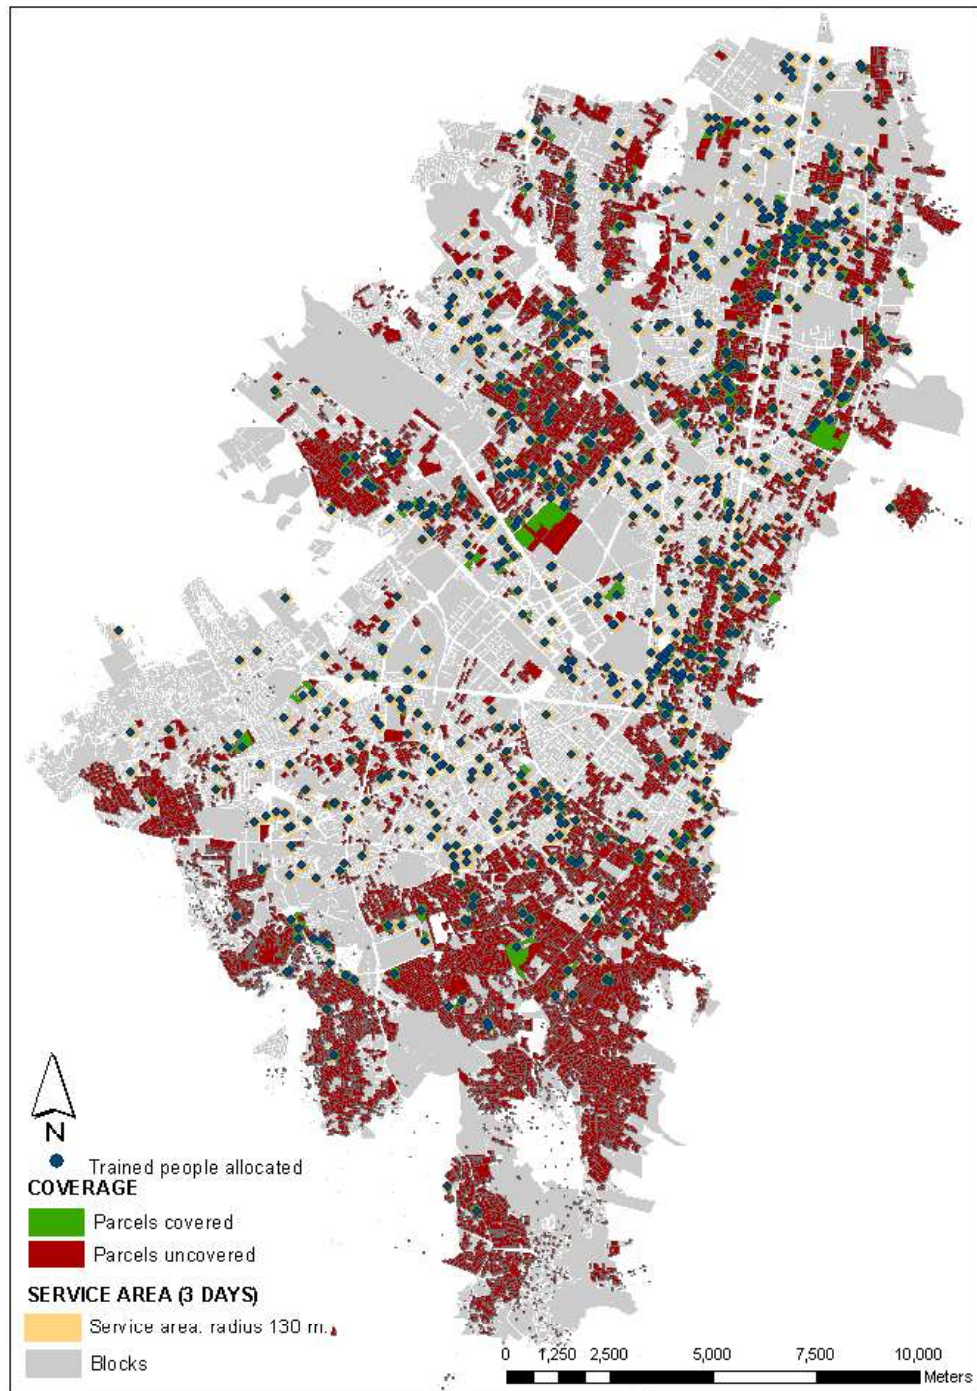 N
Trained people allocated
COVERAGE
Parcels covered
Parcels uncovered
SERVICE AREA (3 DAYS)
Service area. radius 130 m.
Blocks
0 1,250 2,500 5,000 7,500 10,000
Meters